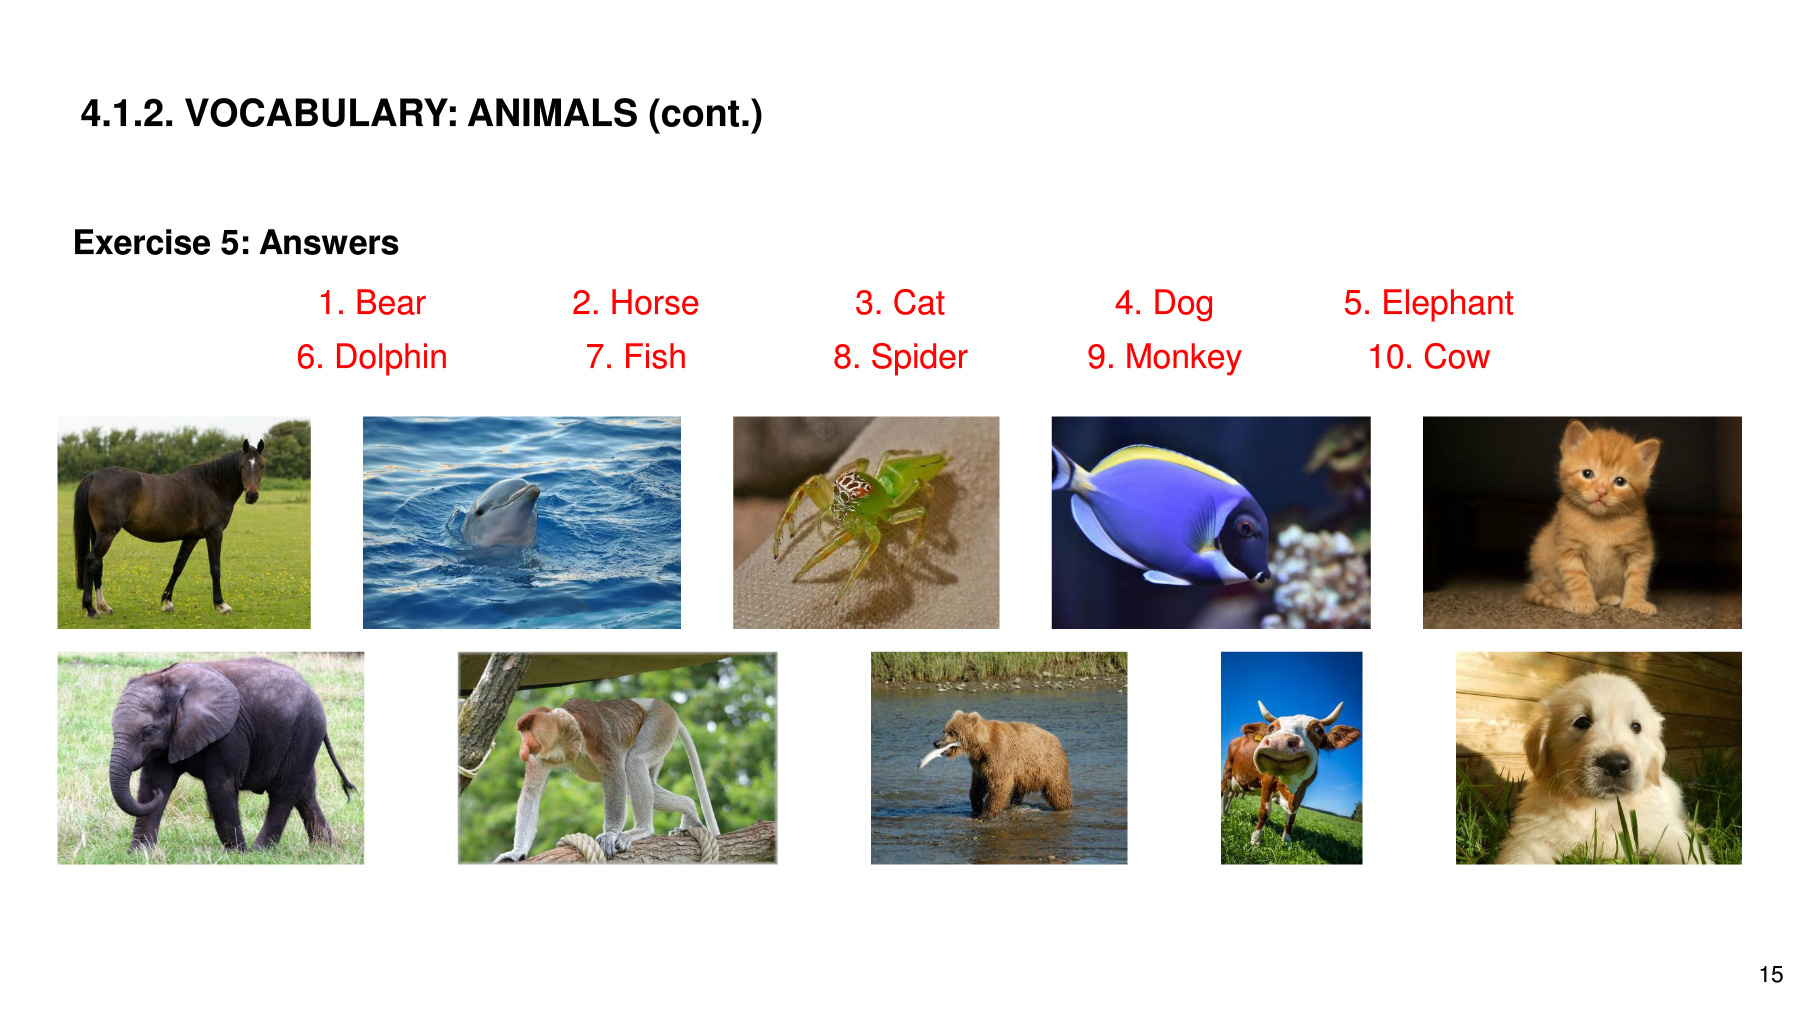 4.1.2. VOCABULARY: ANIMALS (cont.)
Exercise 5: Answers
1. Bear 2. Horse 3. Cat 4. Dog 5. Elephant
6. Dolphin 7. Fish 8. Spider 9. Monkey 10. Cow
15